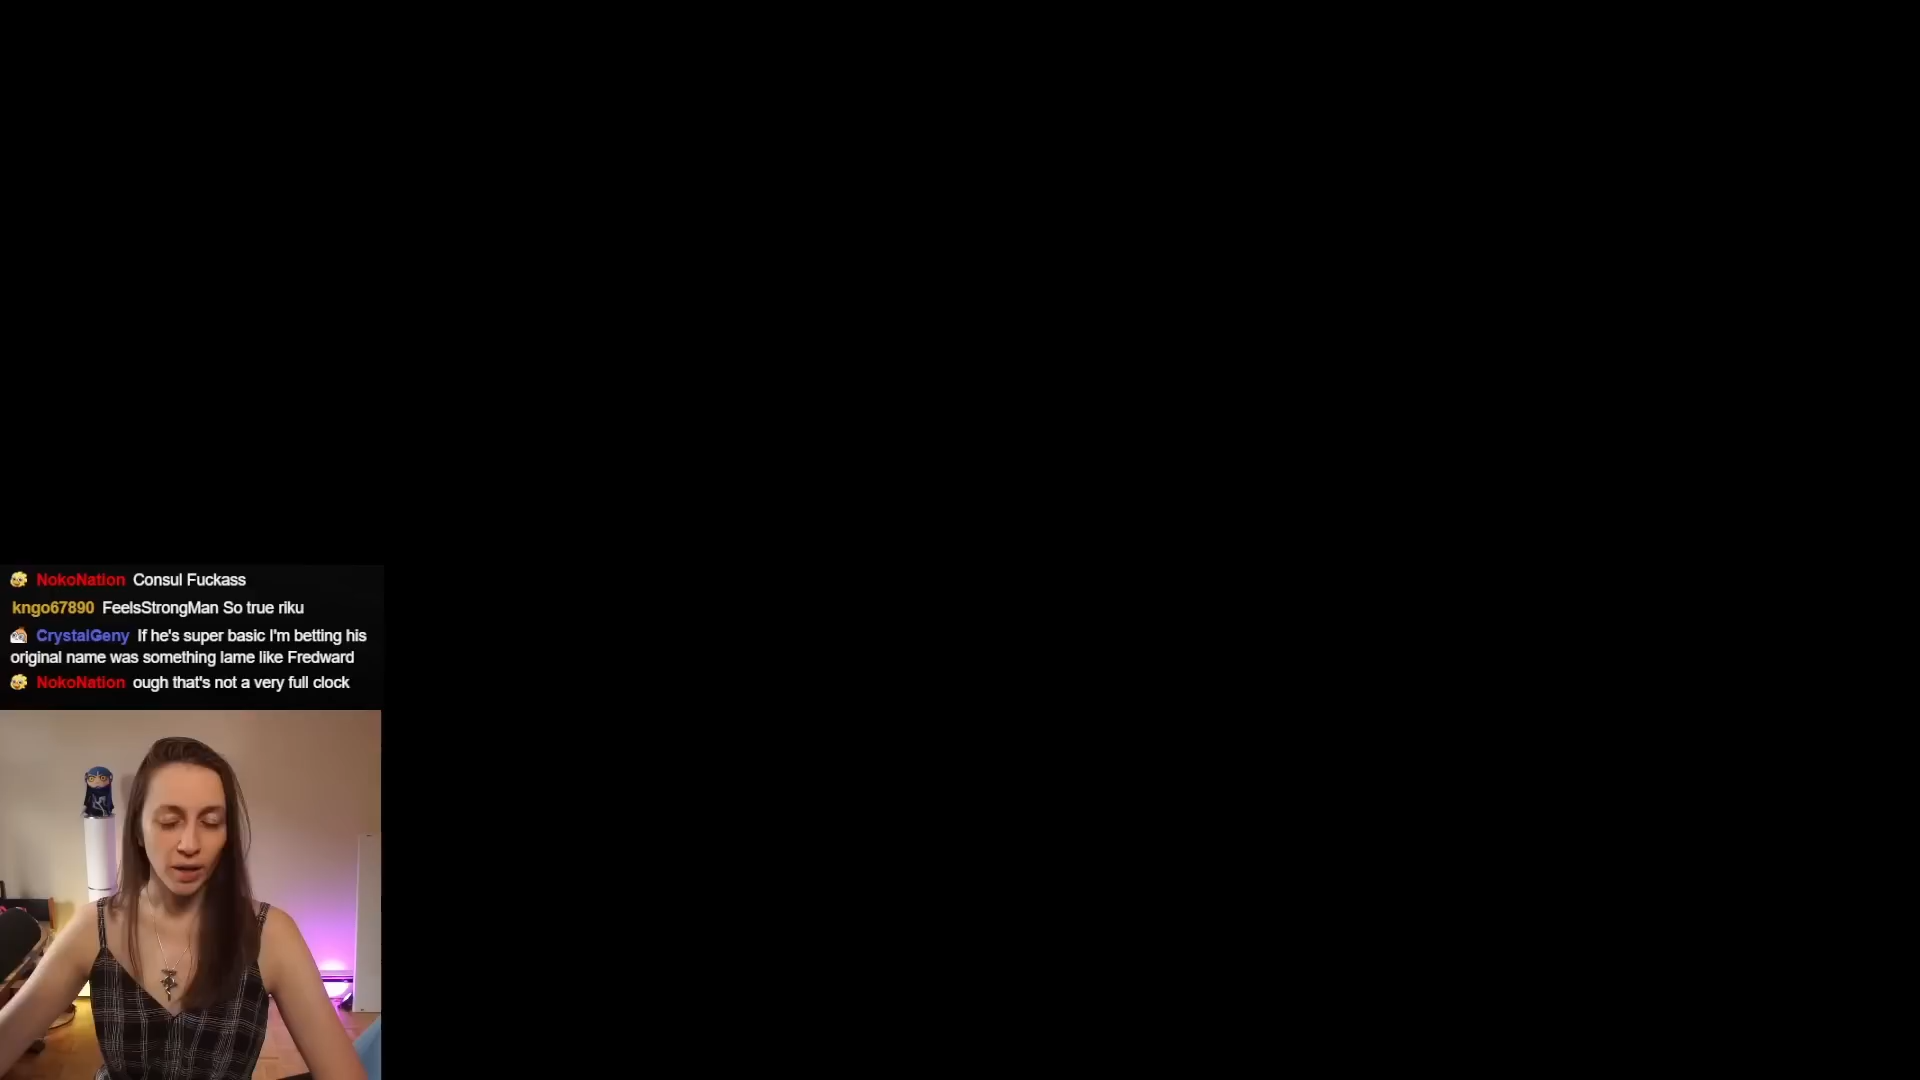 NokoNation Consul Fuckass
kngo67890 FeelsStrongMan So true riku
CrystalGeny If he's super basic I'm betting his
original name was something lame like Fredward
NokoNation ough that's not a very full clock